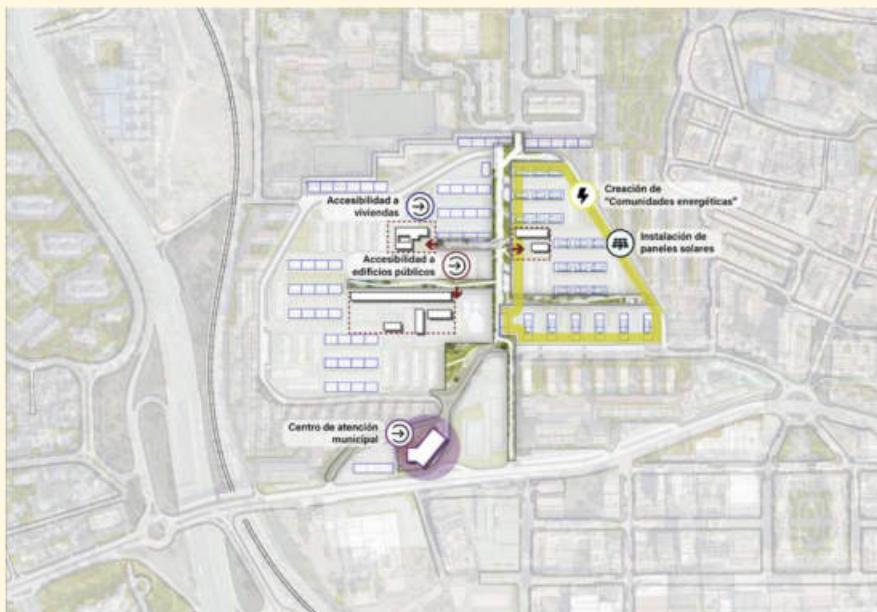 Creación de
"Comunidades energéticas"
Accesibilidad a
viviendas
Instalación de
paneles solares
Accesibilidad a
edificios públicos
Centro de atención
municipal